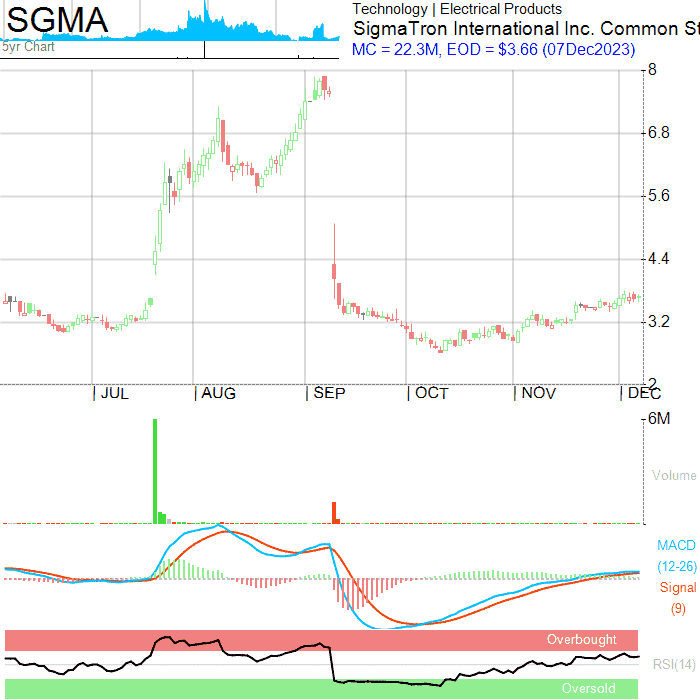 SGMA
5yr Chart
Technology | Electrical Products
SigmaTron International Inc. Common St
MC = 22.3M, EOD = $3.66 (07Dec2023)
8
6.8
5.6
4.4
3.2
2
JUL AUG SEP OCT NOV DEC
6M
Volume
MACD
(12-26)
Signal
(9)
Overbought
RSI(14)
Oversold